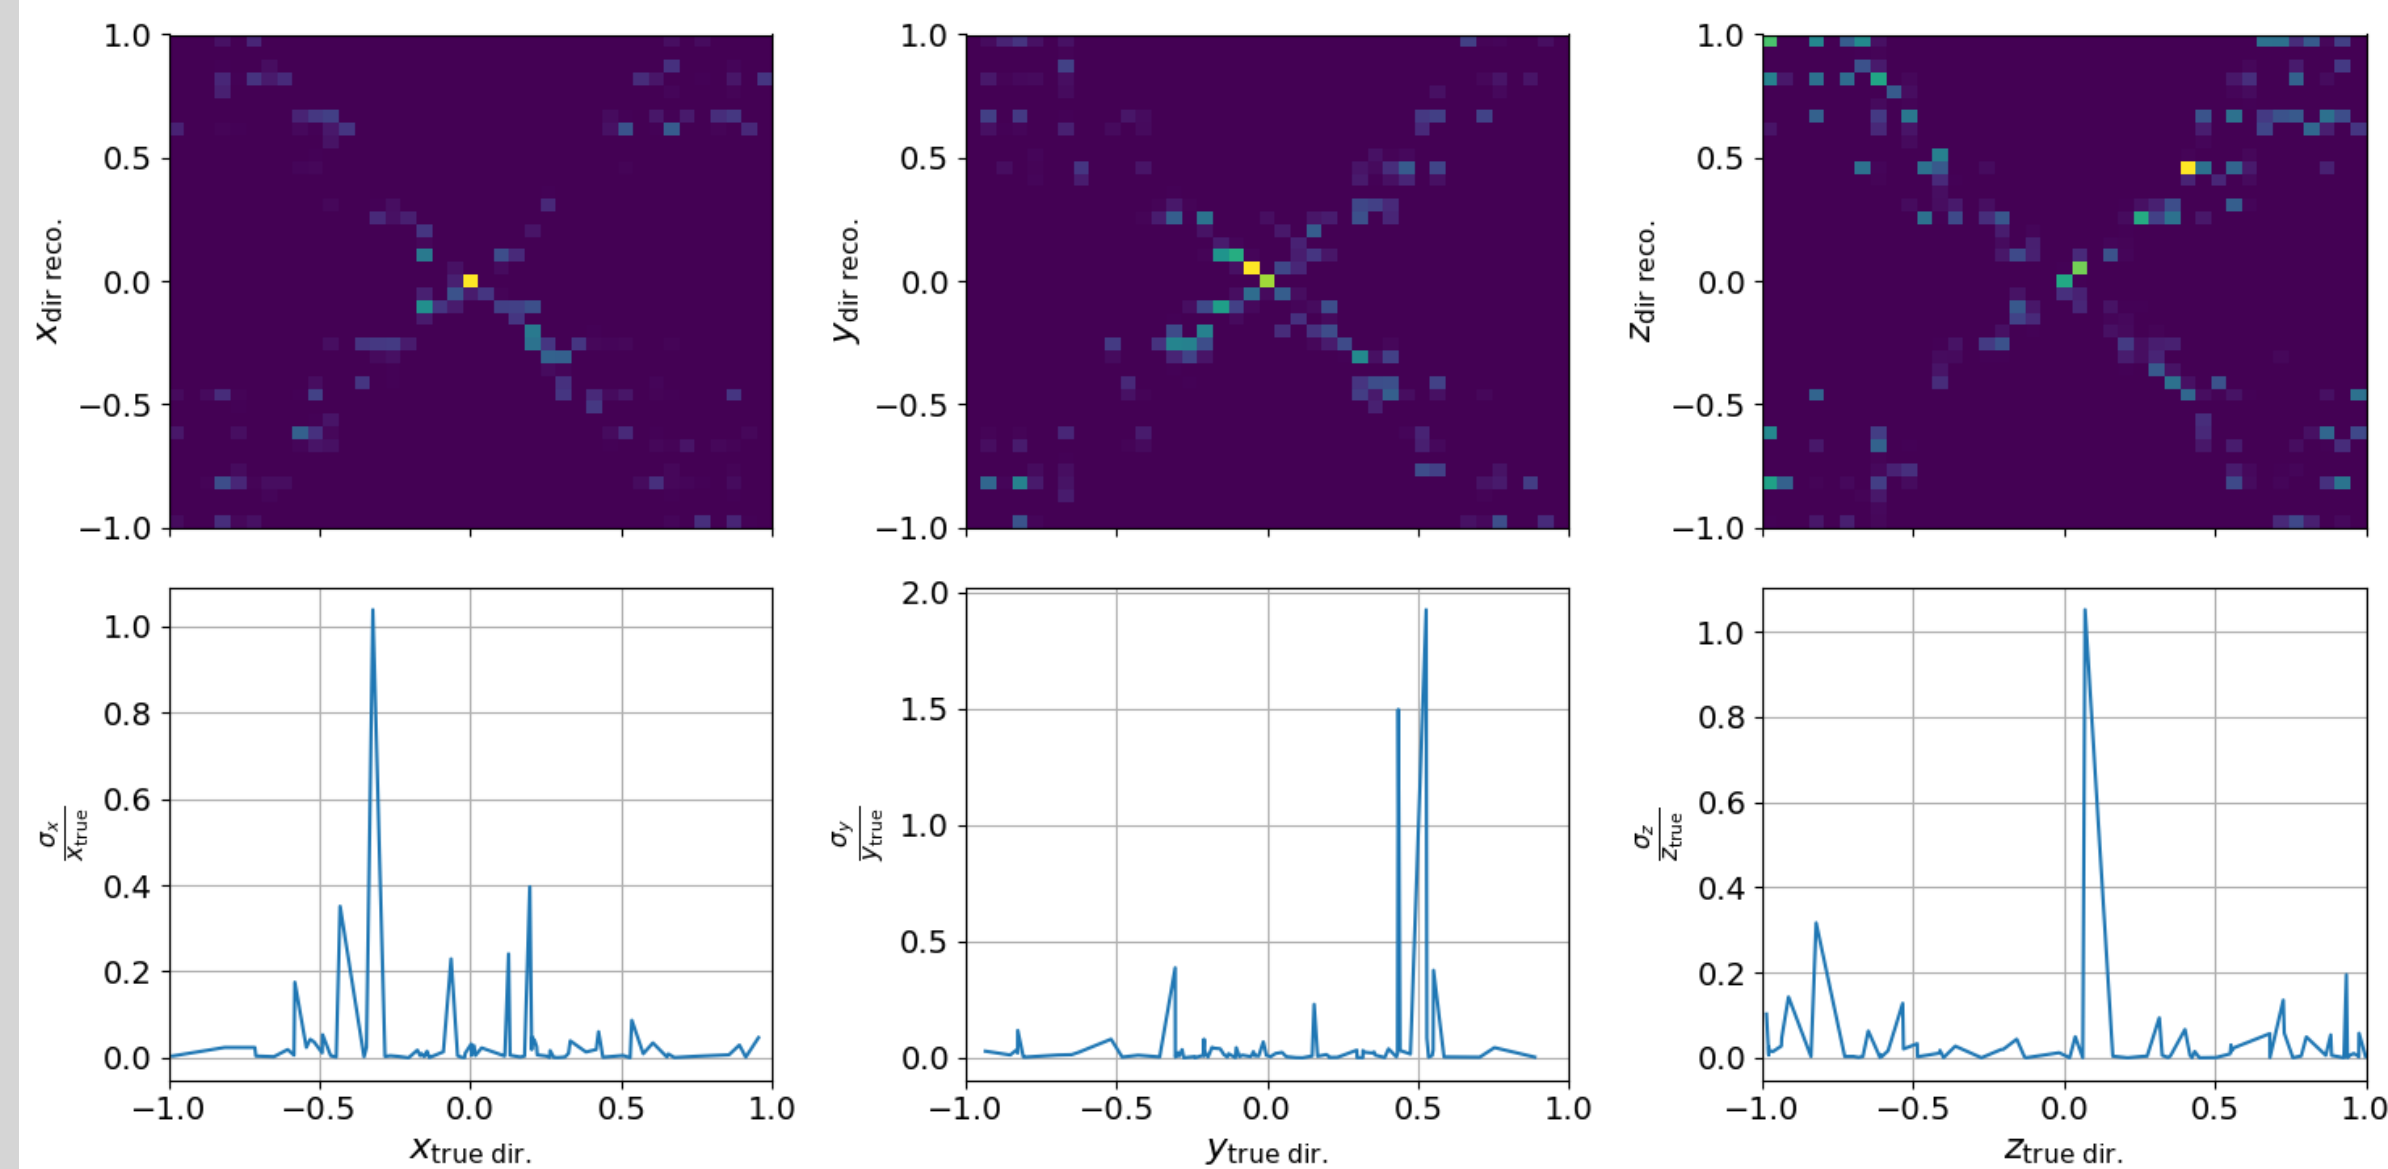 1.0
0.5
0.0
−0.5
−1.0
x_dir reco.
1.0
0.5
0.0
−0.5
−1.0
y_dir reco.
1.0
0.5
0.0
−0.5
−1.0
z_dir reco.
1.0
0.8
0.6
0.4
0.2
0.0
σ_x
x_true
−1.0 −0.5 0.0 0.5 1.0
x_true dir.
2.0
1.5
1.0
0.5
0.0
σ_y
y_true
−1.0 −0.5 0.0 0.5 1.0
y_true dir.
1.0
0.8
0.6
0.4
0.2
0.0
σ_z
z_true
−1.0 −0.5 0.0 0.5 1.0
z_true dir.